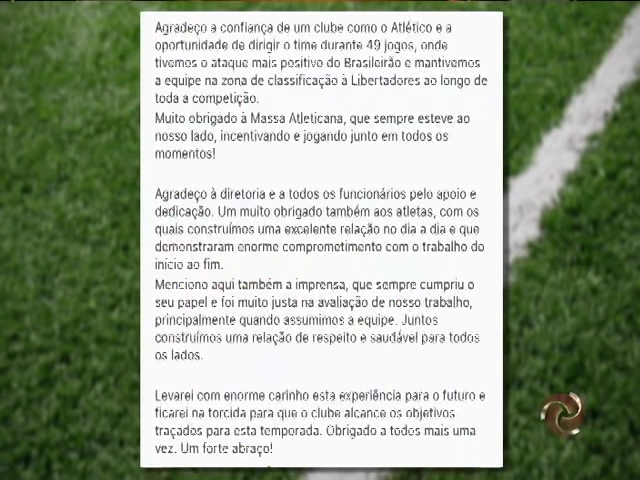 Agradeço a confiança de um clube como o Atlético e a
oportunidade de dirigir o time durante 49 jogos, onde
tivemos o ataque mais positivo do Brasileirão e mantivemos
a equipe na zona de classificação à Libertadores ao longo de
toda a competição.
Muito obrigado à Massa Atleticana, que sempre esteve ao
nosso lado, incentivando e jogando junto em todos os
momentos!
Agradeço à diretoria e a todos os funcionários pelo apoio e
dedicação. Um muito obrigado também aos atletas, com os
quais construímos uma excelente relação no dia a dia e que
demonstraram enorme comprometimento com o trabalho do
início ao fim.
Menciono aqui também a imprensa, que sempre cumpriu o
seu papel e foi muito justa na avaliação de nosso trabalho,
principalmente quando assumimos a equipe. Juntos
construímos uma relação de respeito e saudável para todos
os lados.
Levarei com enorme carinho esta experiência para o futuro e
ficarei na torcida para que o clube alcance os objetivos
traçados para esta temporada. Obrigado a todos mais uma
vez. Um forte abraço!